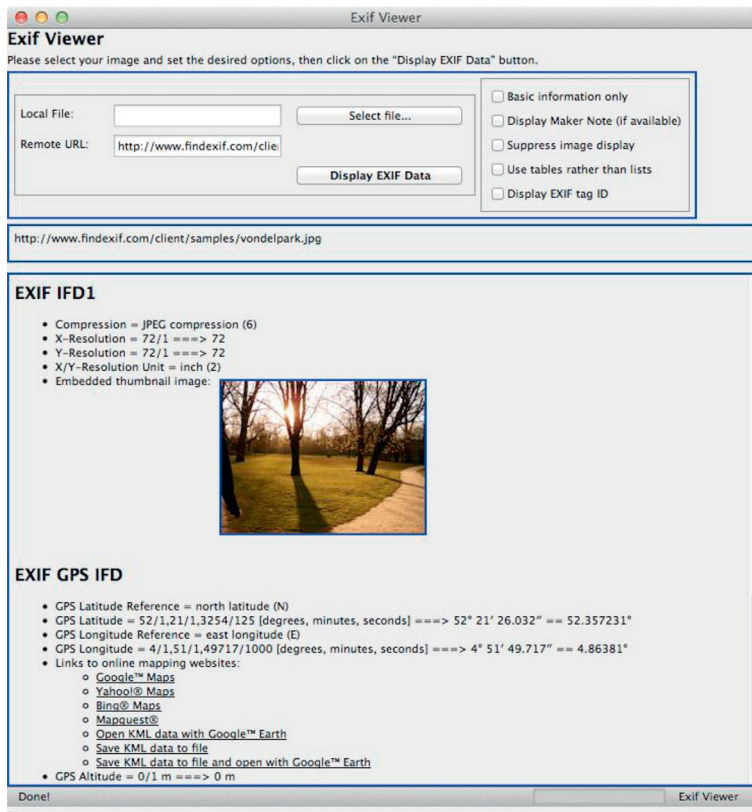 Exif Viewer
Exif Viewer
Please select your image and set the desired options, then click on the “Display EXIF Data” button.
Local File:
Select file...
Remote URL:
http://www.findexif.com/clie
Display EXIF Data
Basic information only
Display Maker Note (if available)
Suppress image display
Use tables rather than lists
Display EXIF tag ID
http://www.findexif.com/client/samples/vondelpark.jpg
EXIF IFD1
• Compression = JPEG compression (6)
• X-Resolution = 72/1 ===> 72
• Y-Resolution = 72/1 ===> 72
• X/Y-Resolution Unit = inch (2)
• Embedded thumbnail image:
EXIF GPS IFD
• GPS Latitude Reference = north latitude (N)
• GPS Latitude = 52/1,21/1,3254/125 [degrees, minutes, seconds] ===> 52° 21′ 26.032″ == 52.357231°
• GPS Longitude Reference = east longitude (E)
• GPS Longitude = 4/1,51/1,49717/1000 [degrees, minutes, seconds] ===> 4° 51′ 49.717″ == 4.86381°
• Links to online mapping websites:
Google™ Maps
Yahoo!® Maps
Bing® Maps
Mapquest®
Open KML data with Google™ Earth
Save KML data to file
Save KML data to file and open with Google™ Earth
• GPS Altitude = 0/1 m ===> 0 m
Done!
Exif Viewer